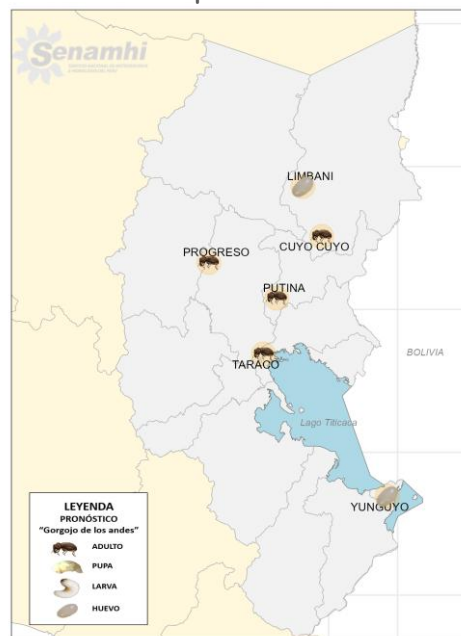 Senamhi
LIMBANI
CUYO CUYO
PROGRESO
PUTINA
BOLIVIA
TARACO
Lago Titicaca
YUNGUYO
LEYENDA
PRONÓSTICO
"Gorgojo de los andes"
ADULTO
PUPA
LARVA
HUEVO